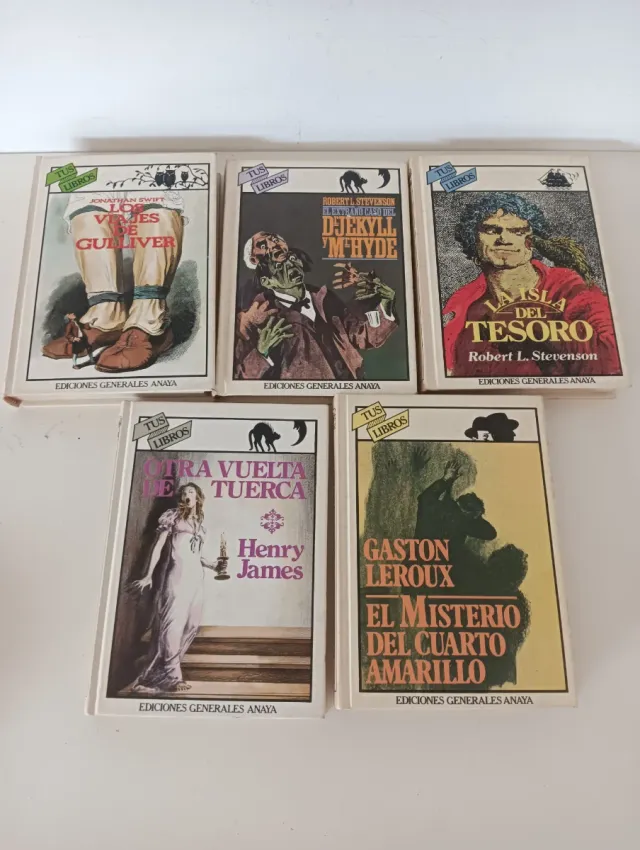 TUS
LIBROS
JONATHAN SWIFT
LOS
VIAJES
DE
GULLIVER
EDICIONES GENERALES ANAYA
TUS
LIBROS
ROBERT L. STEVENSON
EL EXTRAÑO CASO DEL
Dr JEKYLL
y Mr HYDE
EDICIONES GENERALES ANAYA
TUS
LIBROS
LA ISLA
DEL
TESORO
Robert L. Stevenson
EDICIONES GENERALES ANAYA
TUS
LIBROS
OTRA VUELTA
DE TUERCA
Henry
James
EDICIONES GENERALES ANAYA
TUS
LIBROS
GASTON
LEROUX
EL MISTERIO
DEL CUARTO
AMARILLO
EDICIONES GENERALES ANAYA